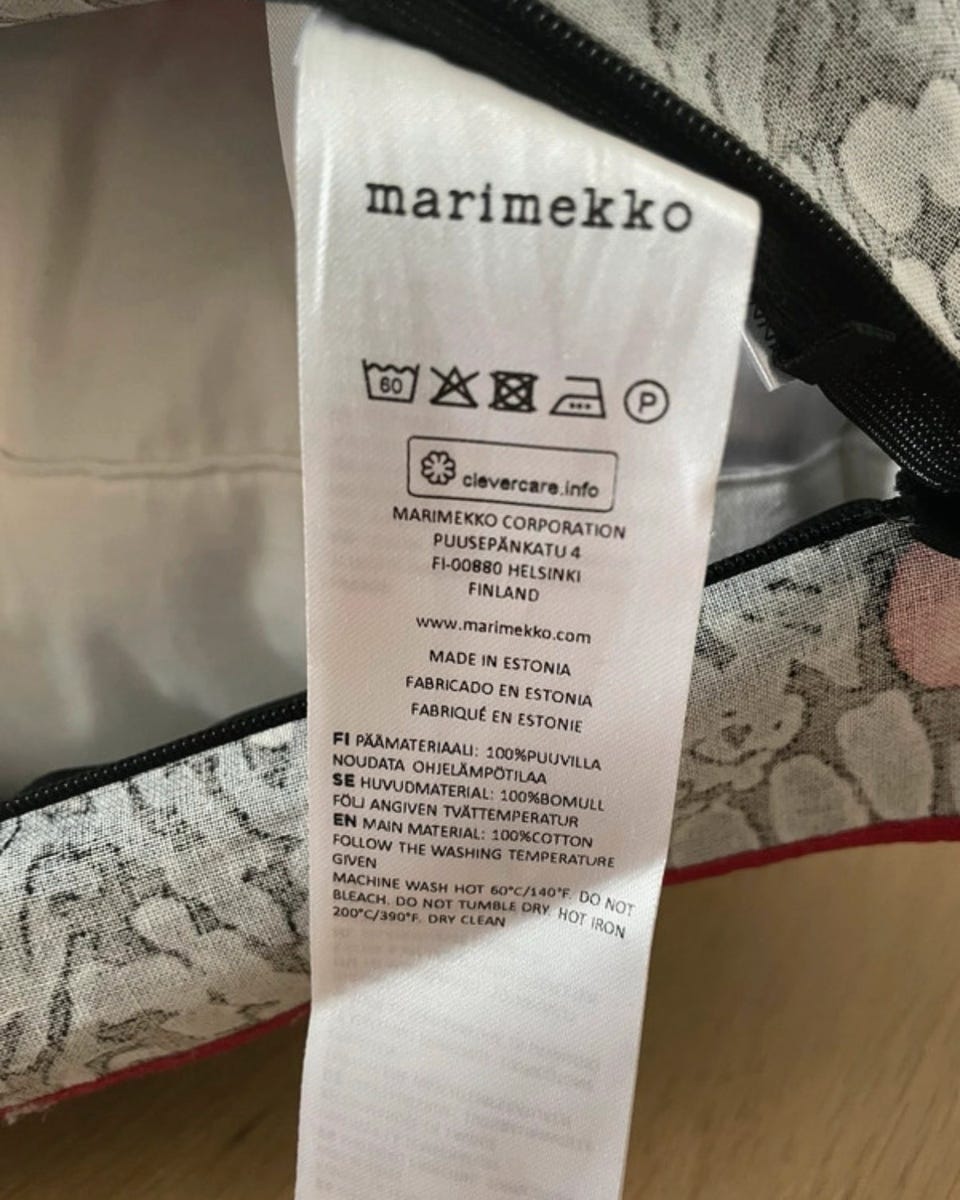 marimekko
60 P
clevercare.info
MARIMEKKO CORPORATION
PUUSEPÄNKATU 4
FI-00880 HELSINKI
FINLAND
www.marimekko.com
MADE IN ESTONIA
FABRICADO EN ESTONIA
FABRIQUÉ EN ESTONIE
FI PÄÄMATERIAALI: 100%PUUVILLA
NOUDATA OHJELÄMPÖTILAA
SE HUVUDMATERIAL: 100%BOMULL
FÖLJ ANGIVEN TVÄTTEMPERATUR
EN MAIN MATERIAL: 100%COTTON
FOLLOW THE WASHING TEMPERATURE
GIVEN
MACHINE WASH HOT 60°C/140°F. DO NOT
BLEACH. DO NOT TUMBLE DRY. HOT IRON
200°C/390°F. DRY CLEAN